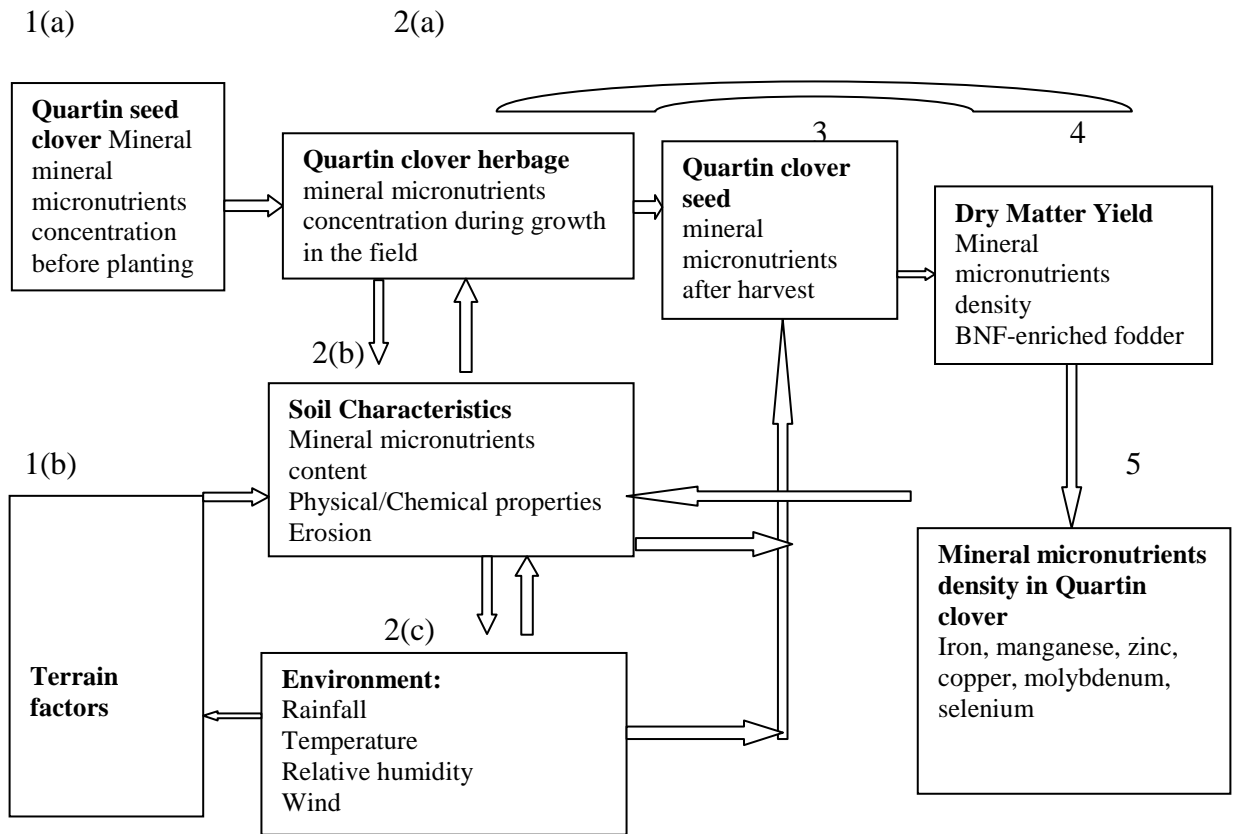 1(a)
2(a)
Quartin seed
clover Mineral
mineral
micronutrients
concentration
before planting
Quartin clover herbage
mineral micronutrients
concentration during growth
in the field
3
Quartin clover
seed
mineral
micronutrients
after harvest
4
Dry Matter Yield
Mineral
micronutrients
density
BNF-enriched fodder
2(b)
Soil Characteristics
Mineral micronutrients
content
Physical/Chemical properties
Erosion
1(b)
Terrain
factors
2(c)
Environment:
Rainfall
Temperature
Relative humidity
Wind
5
Mineral micronutrients
density in Quartin
clover
Iron, manganese, zinc,
copper, molybdenum,
selenium